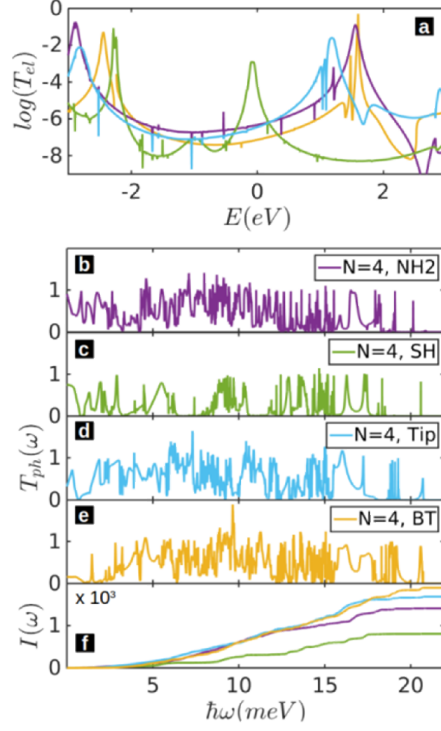 a
0
-2
-4
-6
-8
log(T_el)
-2 0 2
E(eV)
b
N=4, NH2
1
0
c
N=4, SH
1
0
d
N=4, Tip
1
0
T_ph(ω)
e
N=4, BT
1
0
x 10³
I(ω)
f
1
0
5 10 15 20
ħω(meV)